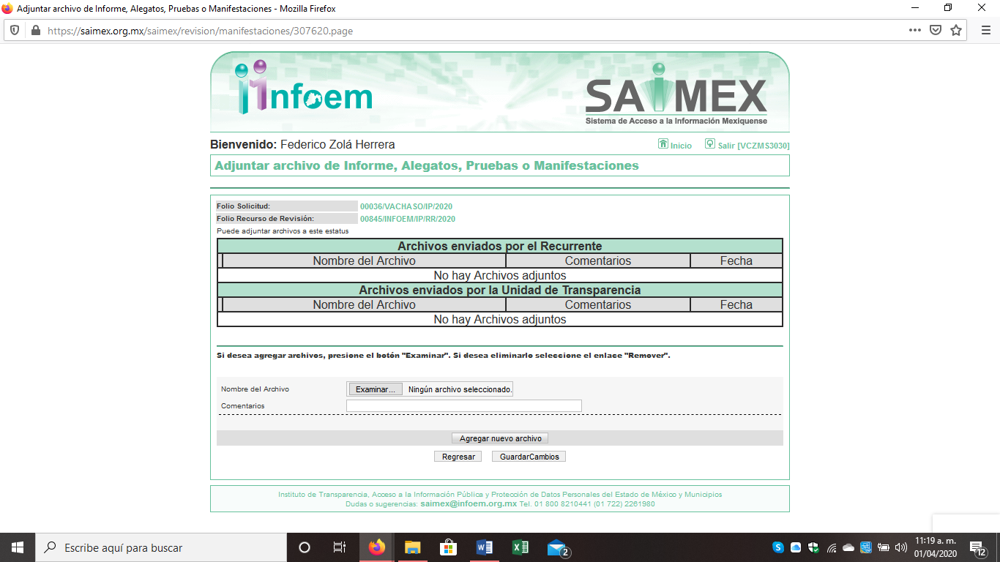 Adjuntar archivo de Informe, Alegatos, Pruebas o Manifestaciones - Mozilla Firefox
https://saimex.org.mx/saimex/revision/manifestaciones/307620.page
infoem
SAIMEX
Sistema de Acceso a la Información Mexiquense
Bienvenido: Federico Zolá Herrera
Inicio Salir [VCZMS3030]
Adjuntar archivo de Informe, Alegatos, Pruebas o Manifestaciones
Folio Solicitud: 00036/VACHASO/IP/2020
Folio Recurso de Revisión: 00845/INFOEM/IP/RR/2020
Puede adjuntar archivos a este estatus
Archivos enviados por el Recurrente
Nombre del Archivo Comentarios Fecha
No hay Archivos adjuntos
Archivos enviados por la Unidad de Transparencia
Nombre del Archivo Comentarios Fecha
No hay Archivos adjuntos
Si desea agregar archivos, presione el botón "Examinar". Si desea eliminarlo seleccione el enlace "Remover".
Nombre del Archivo Examinar... Ningún archivo seleccionado.
Comentarios
Agregar nuevo archivo
Regresar GuardarCambios
Instituto de Transparencia, Acceso a la Información Pública y Protección de Datos Personales del Estado de México y Municipios
Dudas o sugerencias: saimex@infoem.org.mx Tel. 01 800 8210441 (01 722) 2261980
Escribe aquí para buscar
2
11:19 a. m.
01/04/2020
12